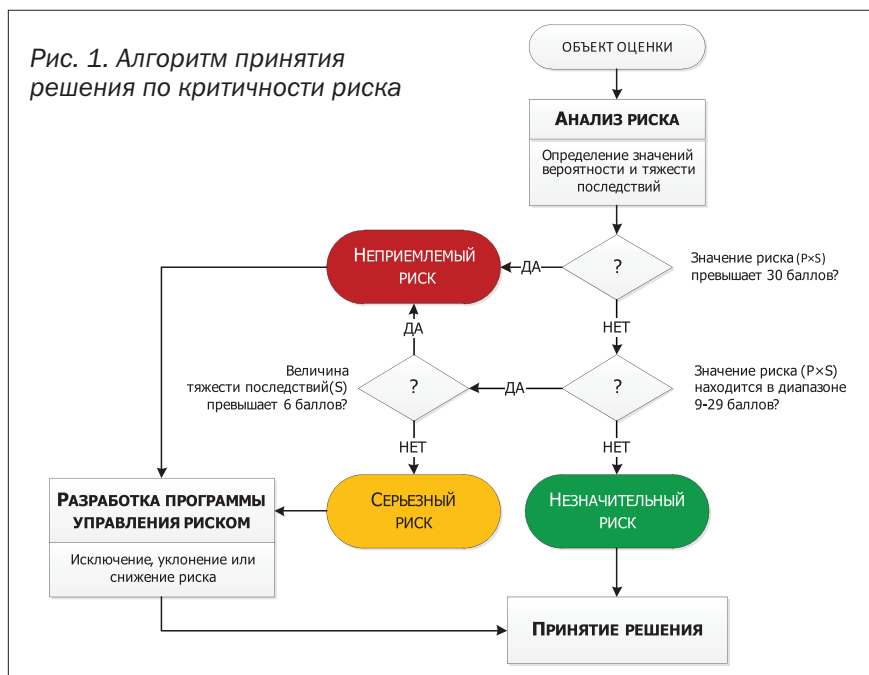 Рис. 1. Алгоритм принятия
решения по критичности риска
ОБЪЕКТ ОЦЕНКИ
АНАЛИЗ РИСКА
Определение значений
вероятности и тяжести
последствий
НЕПРИЕМЛЕМЫЙ
РИСК
ДА
?
Значение риска (P×S)
превышает 30 баллов?
ДА
НЕТ
Величина
тяжести последствий(S)
превышает 6 баллов?
?
ДА
?
Значение риска (P×S)
находится в диапазоне
9-29 баллов?
НЕТ
НЕТ
РАЗРАБОТКА ПРОГРАММЫ
УПРАВЛЕНИЯ РИСКОМ
Исключение, уклонение или
снижение риска
СЕРЬЕЗНЫЙ
РИСК
НЕЗНАЧИТЕЛЬНЫЙ
РИСК
ПРИНЯТИЕ РЕШЕНИЯ